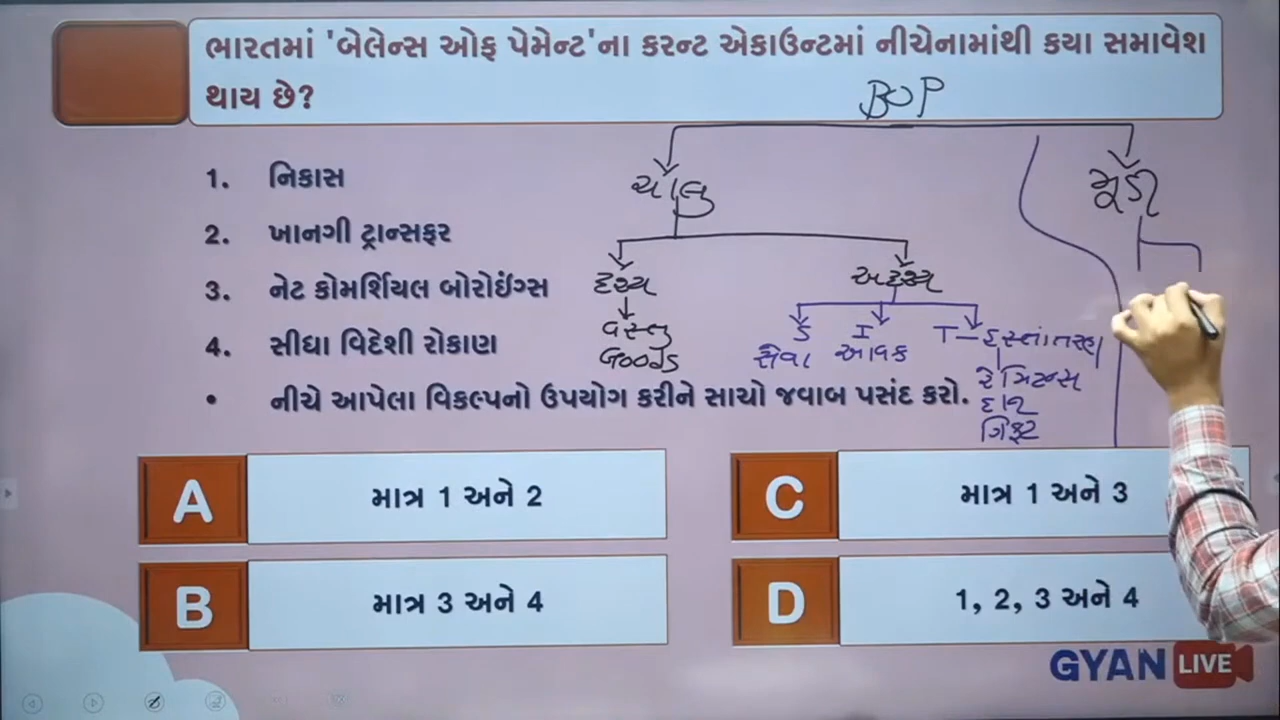 ભારતમાં 'બેલેન્સ ઓફ પેમેન્ટ'ના કરન્ટ એકાઉન્ટમાં નીચેનામાંથી કયા સમાવેશ
થાય છે?
BOP
1. નિકાસ
2. ખાનગી ટ્રાન્સફર
3. નેટ કોમર્શિયલ બોરોઈંગ્સ
4. સીધા વિદેશી રોકાણ
• નીચે આપેલા વિકલ્પનો ઉપયોગ કરીને સાચો જવાબ પસંદ કરો.
ચાલુ
મૂડી
દૃશ્ય
અદૃશ્ય
વસ્તુ
GOODS
S
સેવા
I
આવક
T - હસ્તાંતરણ
રેમિટન્સ
દાન
ગિફ્ટ
A માત્ર 1 અને 2
C માત્ર 1 અને 3
B માત્ર 3 અને 4
D 1, 2, 3 અને 4
GYAN LIVE